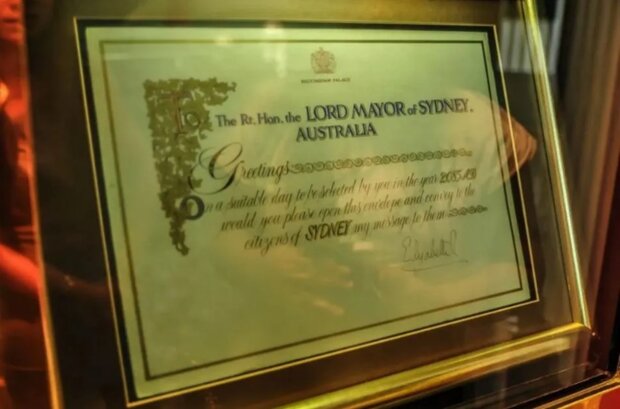 BUCKINGHAM PALACE
To The Rt. Hon. the LORD MAYOR of SYDNEY,
AUSTRALIA
Greetings
On a suitable day to be selected by you in the year 2085 A.D
would you please open this envelope and convey to the
citizens of SYDNEY my message to them
Elizabeth R